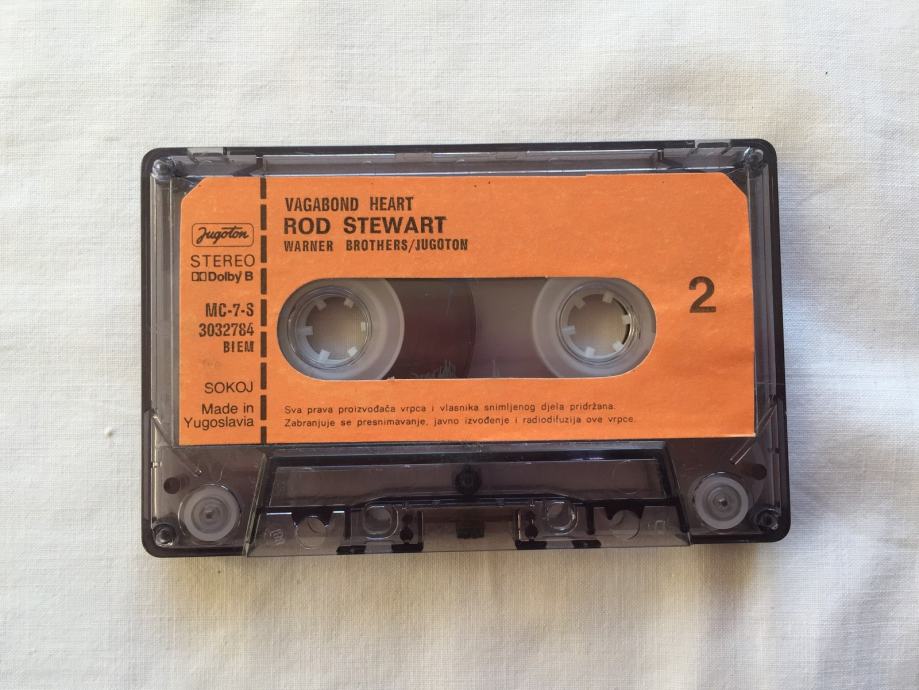 Jugoton
STEREO
Dolby B
MC-7-S
3032784
BIEM
SOKOJ
Made in
Yugoslavia
VAGABOND HEART
ROD STEWART
WARNER BROTHERS/JUGOTON
2
Sva prava proizvođača vrpca i vlasnika snimljenog djela pridržana.
Zabranjuje se presnimavanje, javno izvođenje i radiodifuzija ove vrpce.